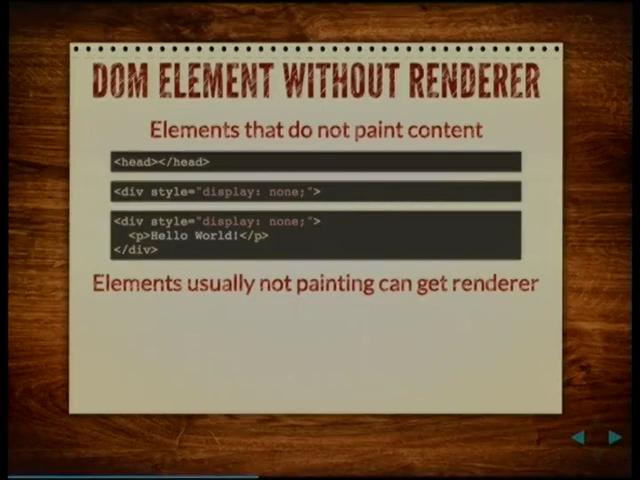 DOM ELEMENT WITHOUT RENDERER
Elements that do not paint content
<head></head>
<div style="display: none;">
<div style="display: none;">
<p>Hello World!</p>
</div>
Elements usually not painting can get renderer